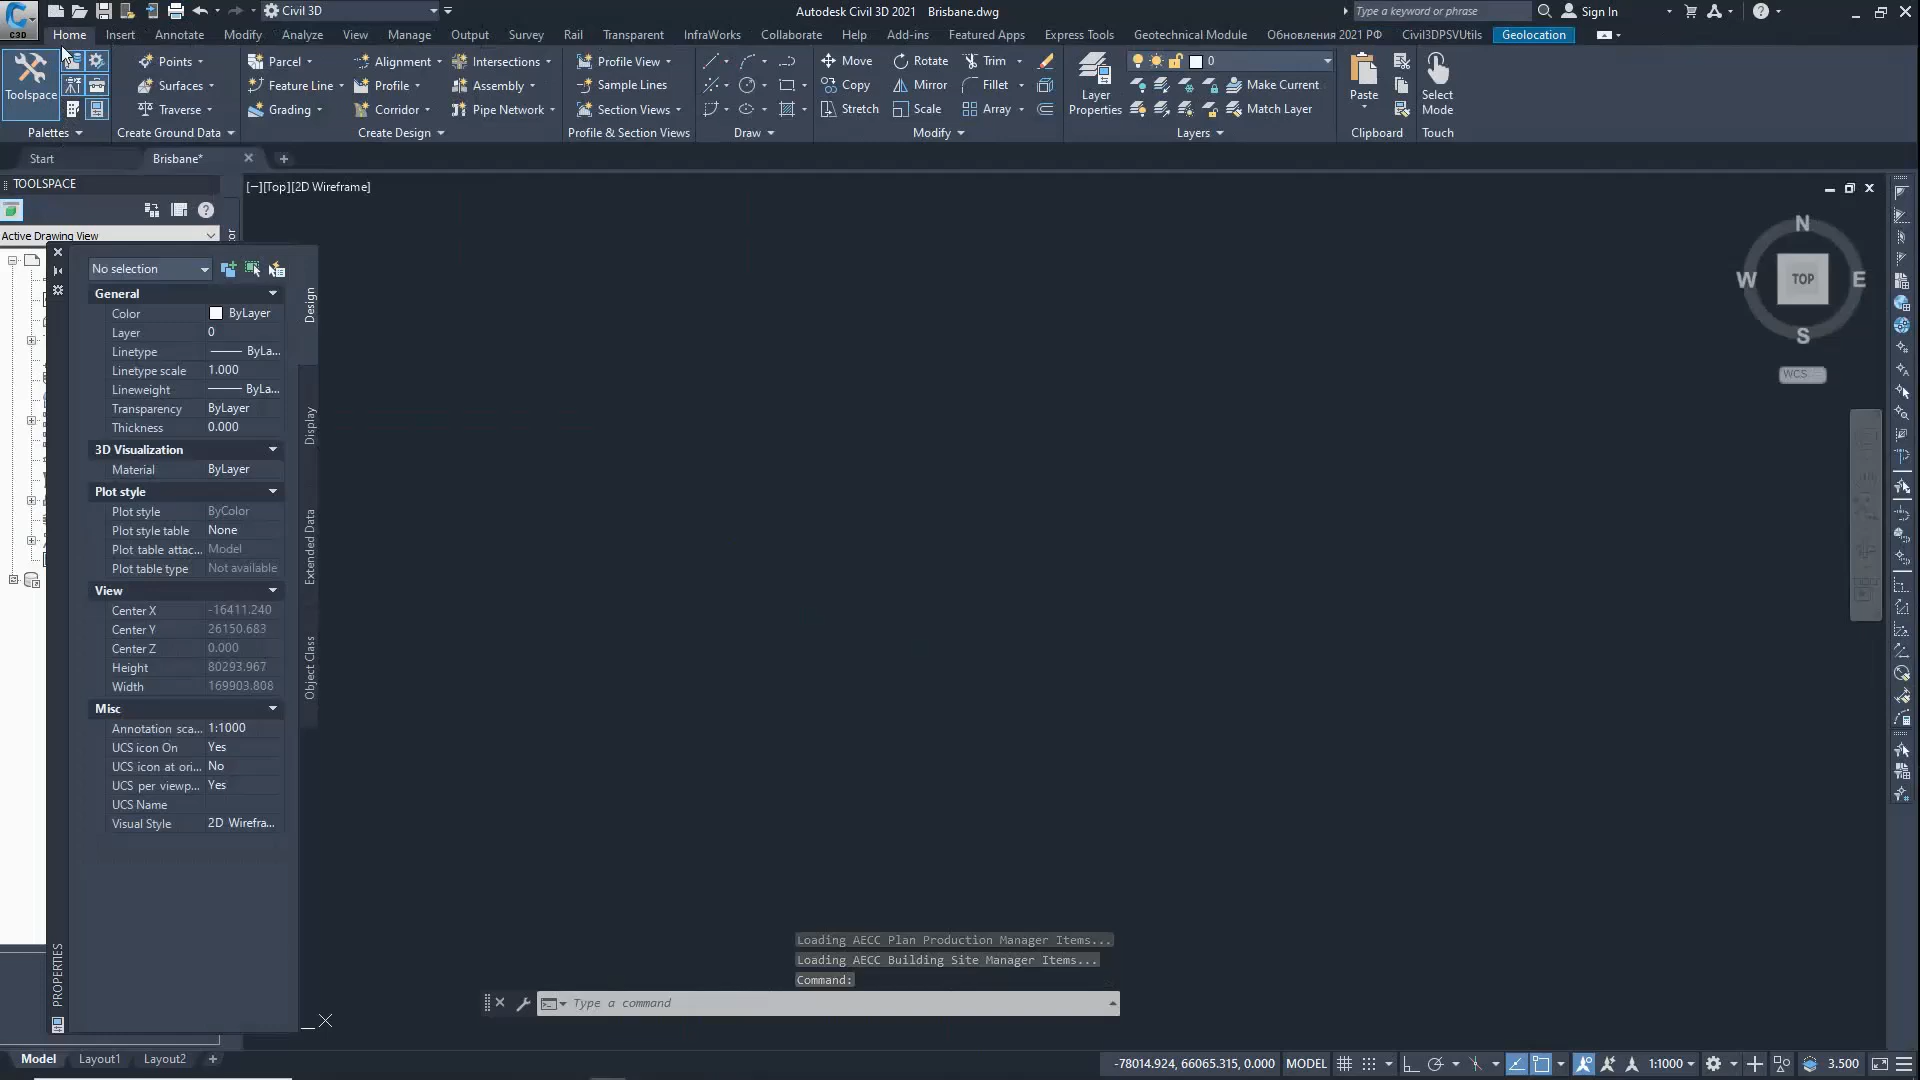 Civil 3D
Autodesk Civil 3D 2021 Brisbane.dwg
Type a keyword or phrase
Sign In
C3D
Home Insert Annotate Modify Analyze View Manage Output Survey Rail Transparent InfraWorks Collaborate Help Add-ins Featured Apps Express Tools Geotechnical Module Обновления 2021 РФ Civil3DPSVUtils Geolocation
Toolspace
Points
Surfaces
Traverse
Parcel
Feature Line
Grading
Alignment
Profile
Corridor
Intersections
Assembly
Pipe Network
Profile View
Sample Lines
Section Views
Move
Copy
Stretch
Rotate
Mirror
Scale
Trim
Fillet
Array
Layer
Properties
0
Make Current
Match Layer
Paste
Select
Mode
Palettes
Create Ground Data
Create Design
Profile & Section Views
Draw
Modify
Layers
Clipboard
Touch
Start
Brisbane*
TOOLSPACE
[−][Top][2D Wireframe]
Active Drawing View
No selection
General
Color ByLayer
Layer 0
Linetype ByLa...
Linetype scale 1.000
Lineweight ByLa...
Transparency ByLayer
Thickness 0.000
3D Visualization
Material ByLayer
Plot style
Plot style ByColor
Plot style table None
Plot table attac... Model
Plot table type Not available
View
Center X -16411.240
Center Y 26150.683
Center Z 0.000
Height 80293.967
Width 169903.808
Misc
Annotation sca... 1:1000
UCS icon On Yes
UCS icon at ori... No
UCS per viewp... Yes
UCS Name
Visual Style 2D Wirefra...
Design
Display
Extended Data
Object Class
PROPERTIES
N
W
TOP
E
S
WCS
Loading AECC Plan Production Manager Items...
Loading AECC Building Site Manager Items...
Command:
Type a command
X
Model Layout1 Layout2
-78014.924, 66065.315, 0.000 MODEL
1:1000
3.500